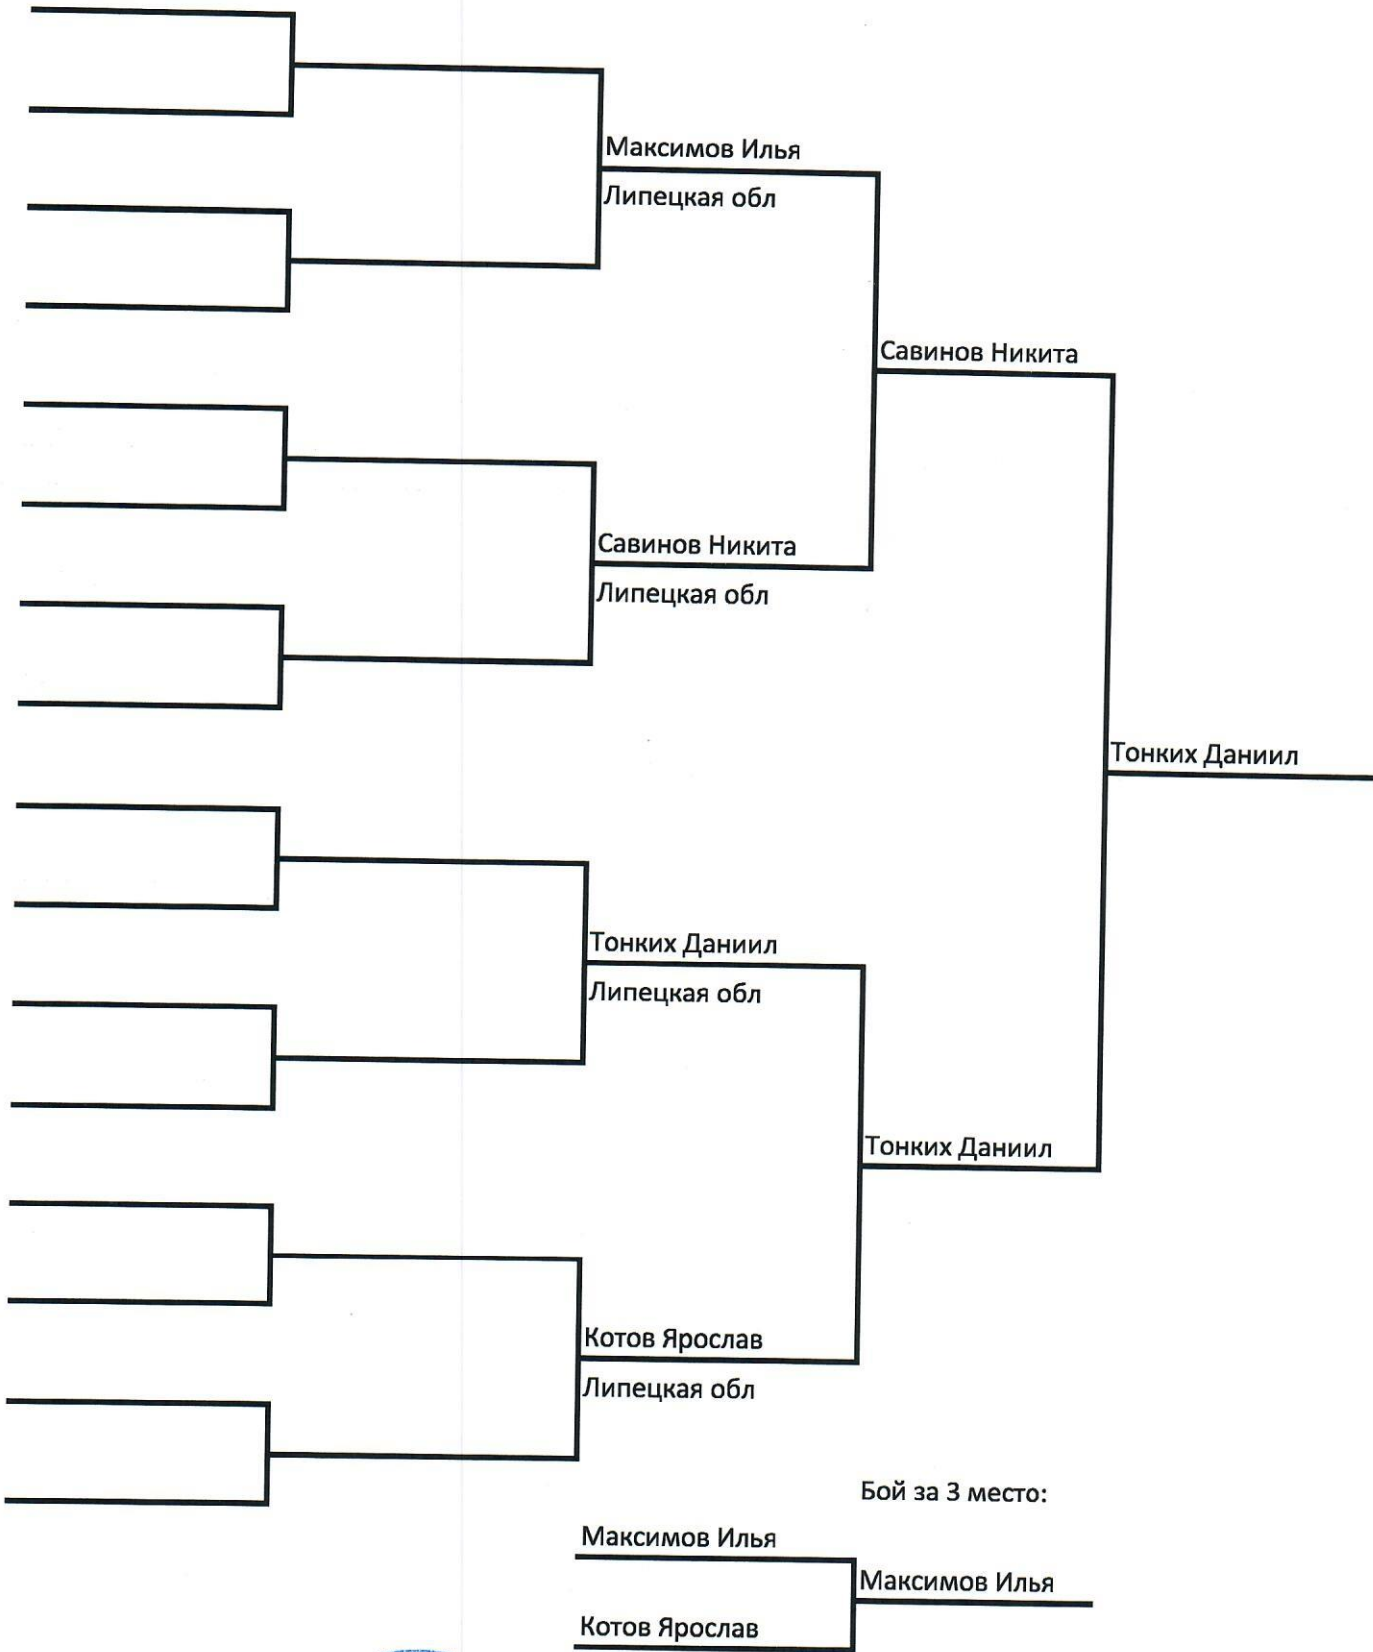 Максимов Илья
Липецкая обл
Савинов Никита
Савинов Никита
Липецкая обл
Тонких Даниил
Тонких Даниил
Липецкая обл
Тонких Даниил
Котов Ярослав
Липецкая обл
Бой за 3 место:
Максимов Илья
Максимов Илья
Котов Ярослав